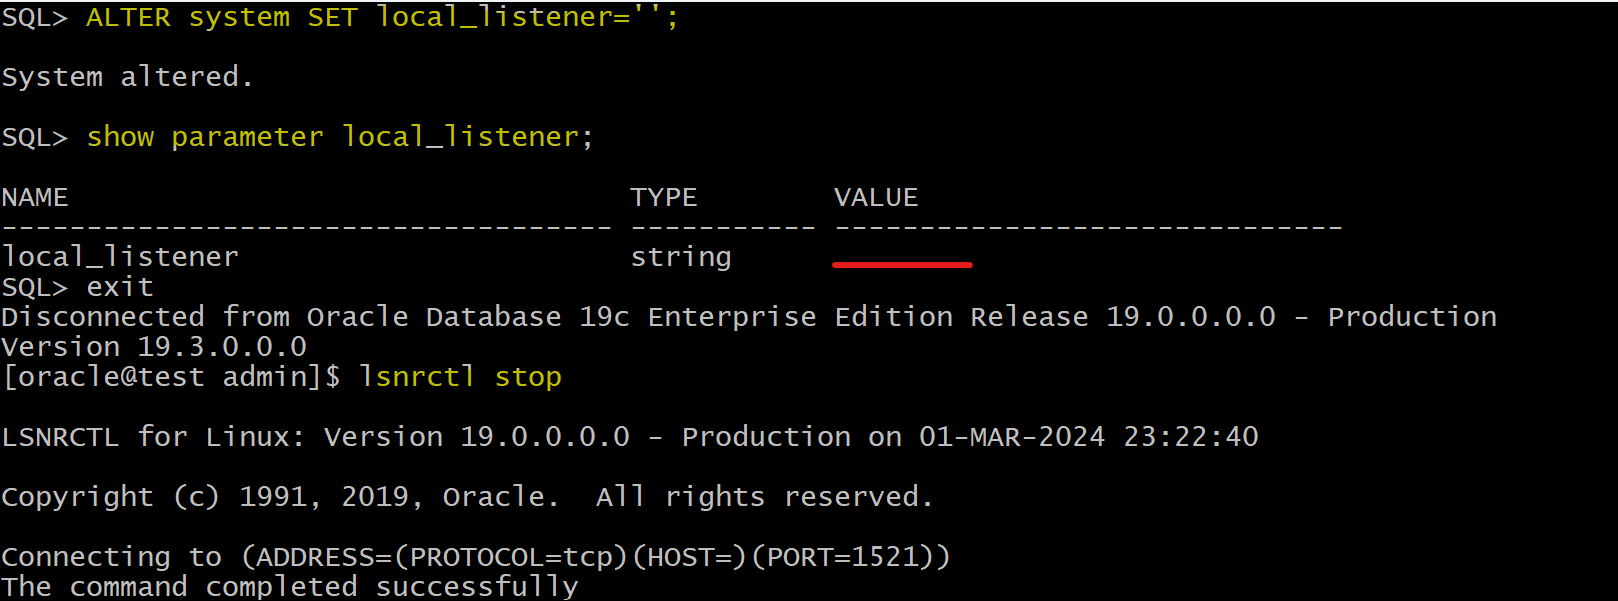 SQL> ALTER system SET local_listener='';
System altered.
SQL> show parameter local_listener;
NAME                                 TYPE        VALUE
------------------------------------ ----------- ------------------------------
local_listener                       string
SQL> exit
Disconnected from Oracle Database 19c Enterprise Edition Release 19.0.0.0.0 - Production
Version 19.3.0.0.0
[oracle@test admin]$ lsnrctl stop
LSNRCTL for Linux: Version 19.0.0.0.0 - Production on 01-MAR-2024 23:22:40
Copyright (c) 1991, 2019, Oracle.  All rights reserved.
Connecting to (ADDRESS=(PROTOCOL=tcp)(HOST=)(PORT=1521))
The command completed successfully